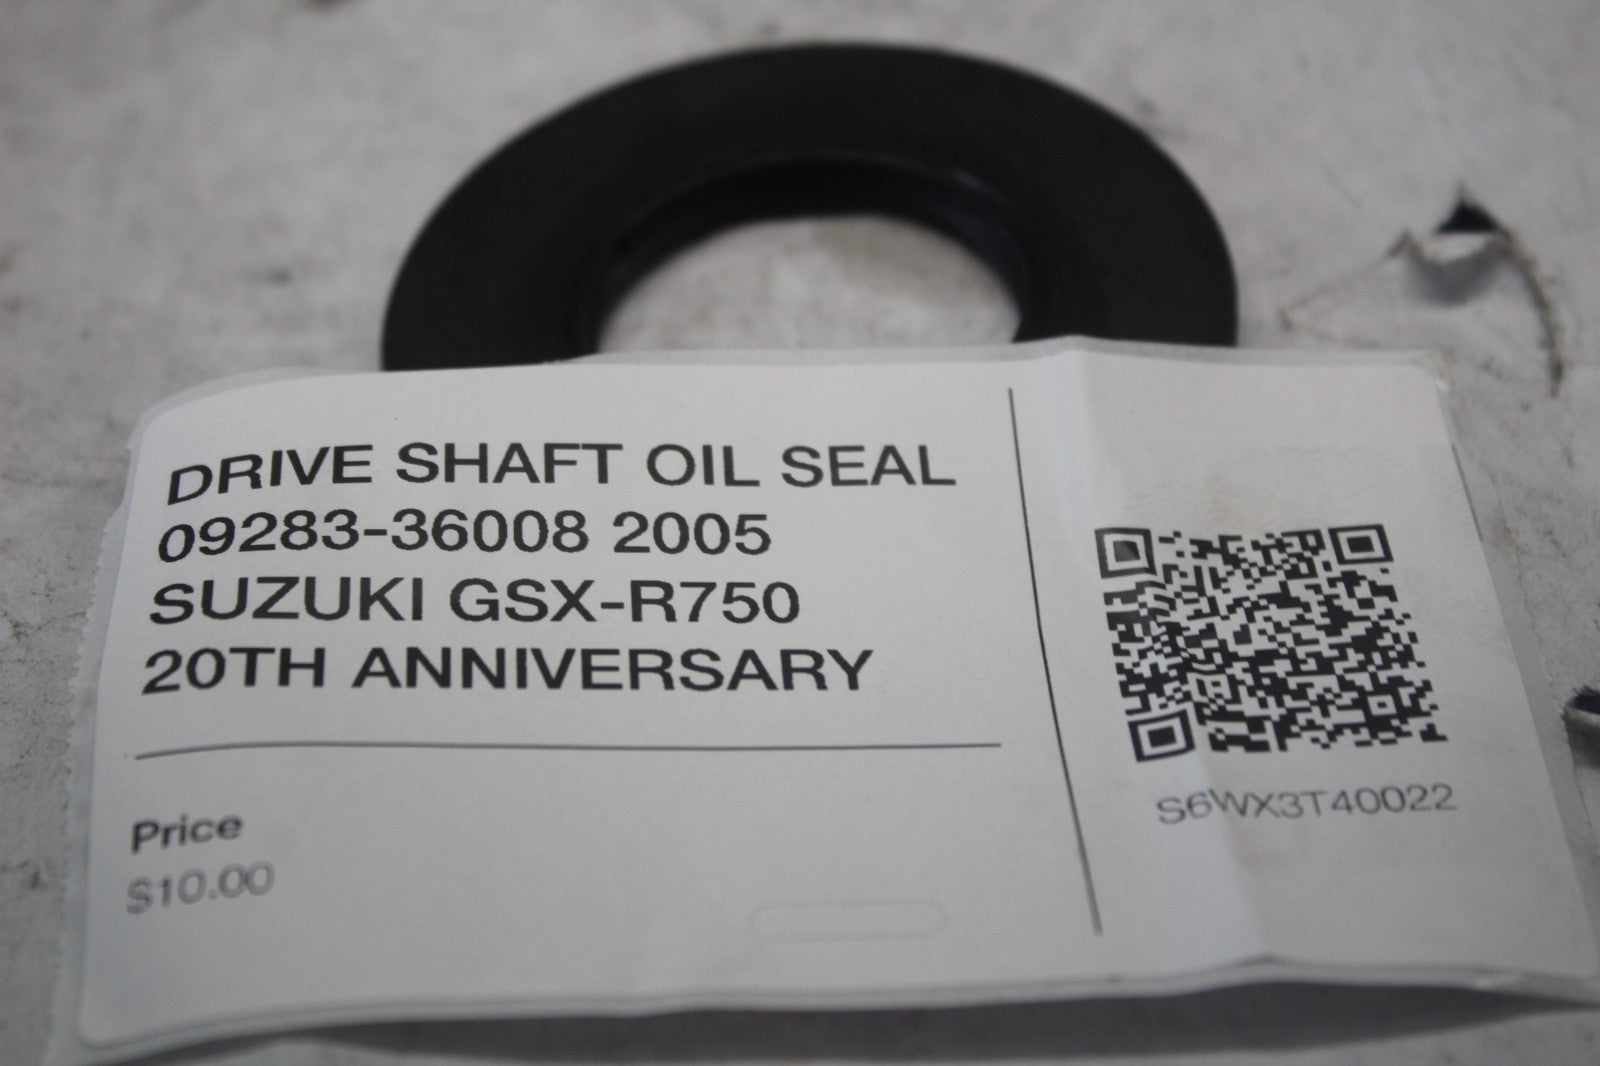 DRIVE SHAFT OIL SEAL
09283-36008 2005
SUZUKI GSX-R750
20TH ANNIVERSARY
Price
$10.00
S6WX3T40022